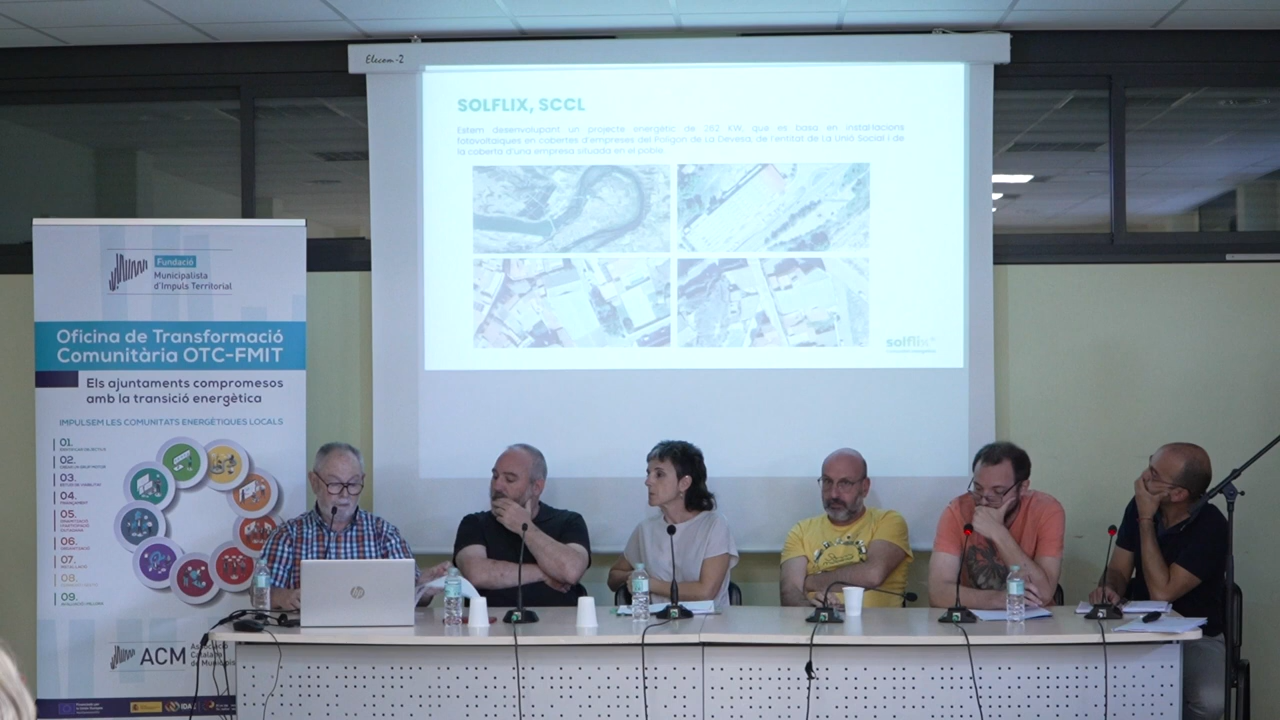 Elecom-2
SOLFLIX, SCCL
Estem desenvolupant un projecte energètic de 282 KW, que es basa en instal·lacions
fotovoltaiques en cobertes d'empreses del Polígon de La Devesa, de l'entitat de La Unió Social i de
la coberta d'una empresa situada en el poble.
solflix
Fundació
Municipalista
d'Impuls Territorial
Oficina de Transformació
Comunitària OTC-FMIT
Els ajuntaments compromesos
amb la transició energètica
IMPULSEM LES COMUNITATS ENERGÈTIQUES LOCALS
01.
02.
03.
04.
05.
06.
07.
08.
09.
hp
ACM